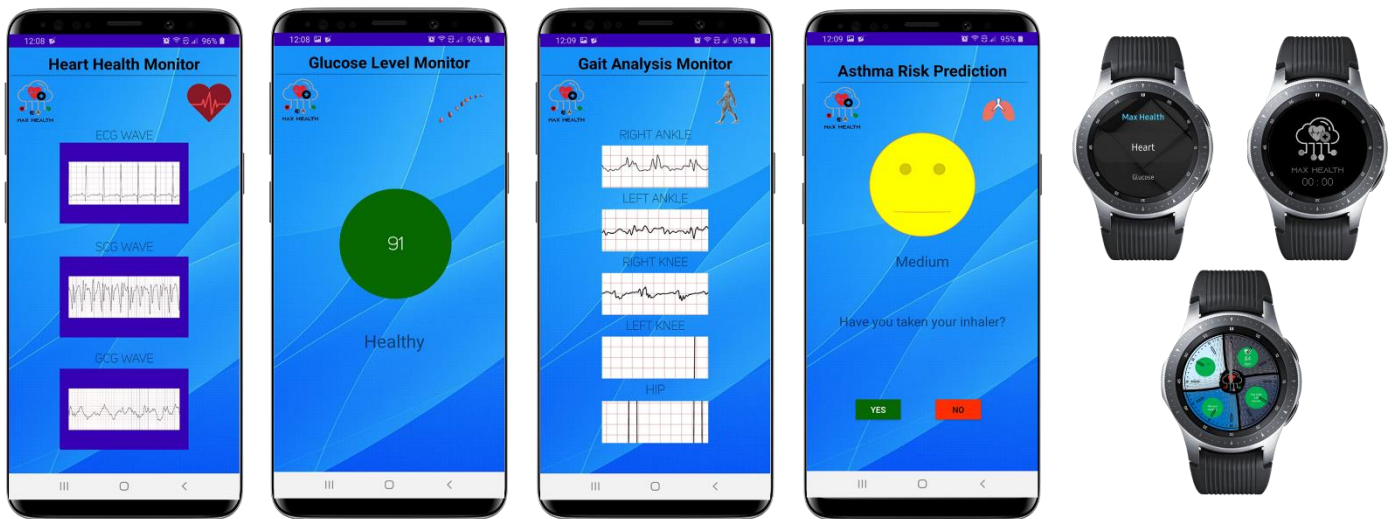 12:08 96%
Heart Health Monitor
MAX HEALTH
ECG WAVE
SCG WAVE
GCG WAVE
12:08 96%
Glucose Level Monitor
MAX HEALTH
91
Healthy
12:09 95%
Gait Analysis Monitor
MAX HEALTH
RIGHT ANKLE
LEFT ANKLE
RIGHT KNEE
LEFT KNEE
HIP
12:09 95%
Asthma Risk Prediction
MAX HEALTH
Medium
Have you taken your inhaler?
YES NO
Max Health
Heart
Glucose
MAX HEALTH
00:00